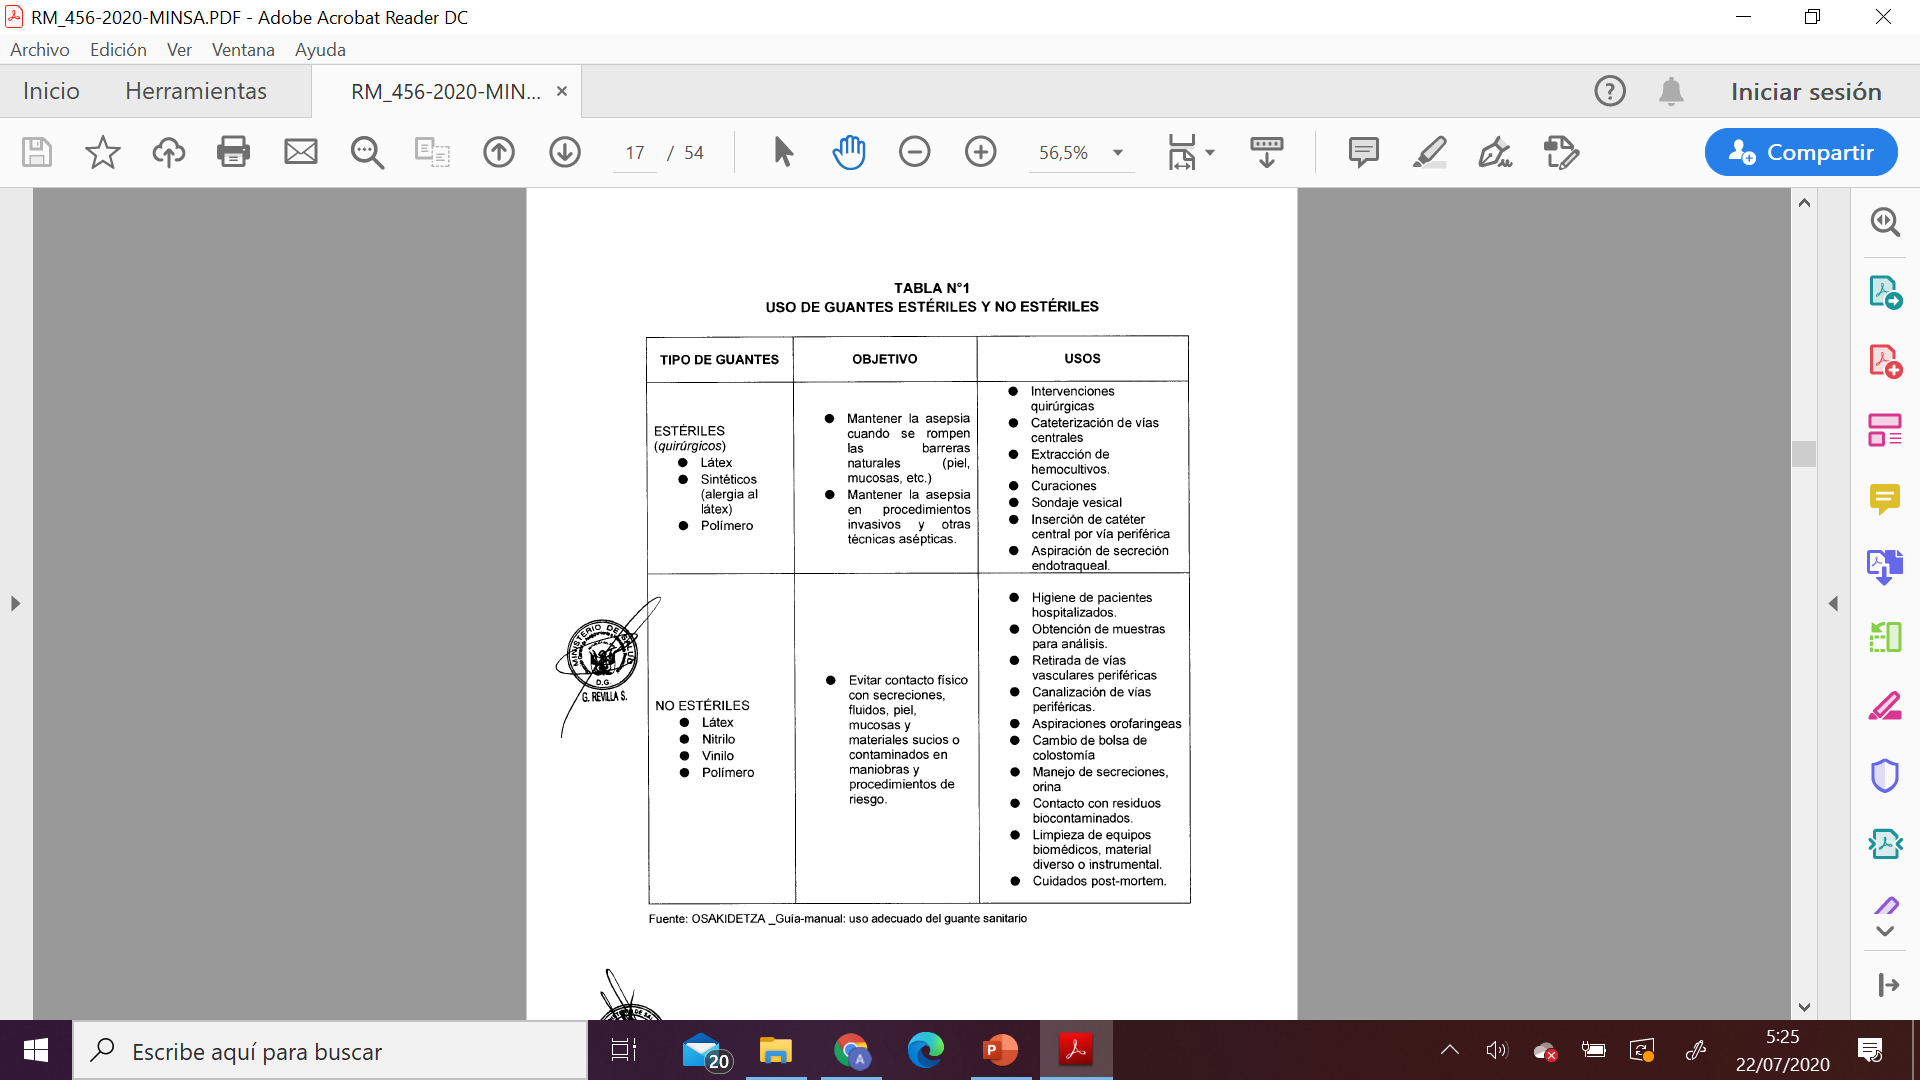 RM_456-2020-MINSA.PDF - Adobe Acrobat Reader DC
Archivo Edición Ver Ventana Ayuda
Inicio Herramientas RM_456-2020-MIN... × Iniciar sesión
17 / 54 56,5% Compartir
TABLA N°1
USO DE GUANTES ESTÉRILES Y NO ESTÉRILES
TIPO DE GUANTES OBJETIVO USOS
ESTÉRILES
(quirúrgicos)
● Látex
● Sintéticos
(alergia al
látex)
● Polímero
● Mantener la asepsia
cuando se rompen
las barreras
naturales (piel,
mucosas, etc.)
● Mantener la asepsia
en procedimientos
invasivos y otras
técnicas asépticas.
● Intervenciones
quirúrgicas
● Cateterización de vías
centrales
● Extracción de
hemocultivos.
● Curaciones
● Sondaje vesical
● Inserción de catéter
central por vía periférica
● Aspiración de secreción
endotraqueal.
NO ESTÉRILES
● Látex
● Nitrilo
● Vinilo
● Polímero
● Evitar contacto físico
con secreciones,
fluidos, piel,
mucosas y
materiales sucios o
contaminados en
maniobras y
procedimientos de
riesgo.
● Higiene de pacientes
hospitalizados.
● Obtención de muestras
para análisis.
● Retirada de vías
vasculares periféricas
● Canalización de vías
periféricas.
● Aspiraciones orofaringeas
● Cambio de bolsa de
colostomía
● Manejo de secreciones,
orina
● Contacto con residuos
biocontaminados.
● Limpieza de equipos
biomédicos, material
diverso o instrumental.
● Cuidados post-mortem.
MINISTERIO DE SALUD
D.G.
G. REVILLA S.
Fuente: OSAKIDETZA _Guía-manual: uso adecuado del guante sanitario
Escribe aquí para buscar
20
A
P
5:25
22/07/2020